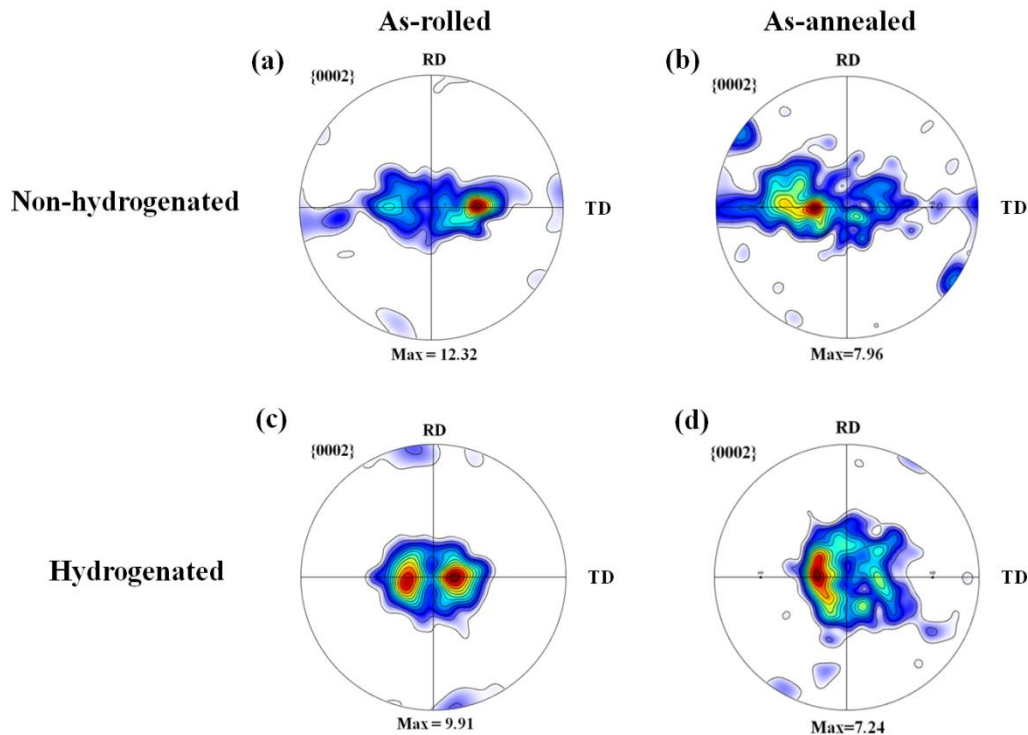 As-rolled
As-annealed
(a)
RD
{0002}
TD
Max = 12.32
(b)
RD
{0002}
TD
Max=7.96
Non-hydrogenated
(c)
RD
{0002}
TD
Max = 9.91
(d)
RD
{0002}
TD
Max=7.24
Hydrogenated